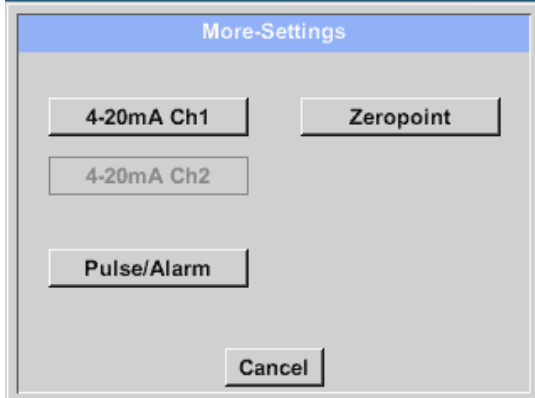 More-Settings
4-20mA Ch1 Zeropoint
4-20mA Ch2
Pulse/Alarm
Cancel